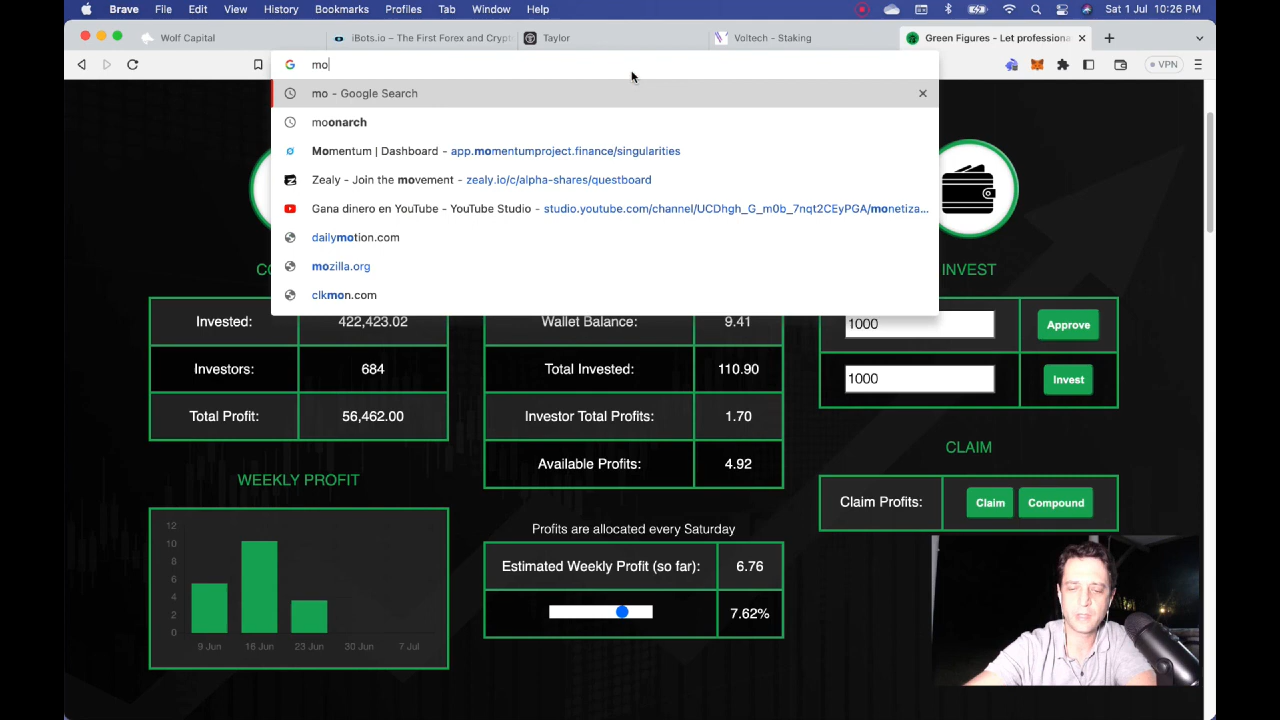 Brave File Edit View History Bookmarks Profiles Tab Window Help Sat 1 Jul 10:26 PM
Wolf Capital iBots.io – The First Forex and Crypt Taylor Voltech - Staking Green Figures - Let professiona
mo VPN
mo - Google Search
moonarch
Momentum | Dashboard - app.momentumproject.finance/singularities
Zealy - Join the movement - zealy.io/c/alpha-shares/questboard
Gana dinero en YouTube - YouTube Studio - studio.youtube.com/channel/UCDhgh_G_m0b_7nqt2CEyPGA/monetiza...
dailymotion.com
mozilla.org
clkmon.com
CO
INVEST
Invested: 422,423.02
Investors: 684
Total Profit: 56,462.00
WEEKLY PROFIT
12
10
8
6
4
2
0
9 Jun 16 Jun 23 Jun 30 Jun 7 Jul
Wallet Balance: 9.41
Total Invested: 110.90
Investor Total Profits: 1.70
Available Profits: 4.92
Profits are allocated every Saturday
Estimated Weekly Profit (so far): 6.76
7.62%
1000 Approve
1000 Invest
CLAIM
Claim Profits: Claim Compound